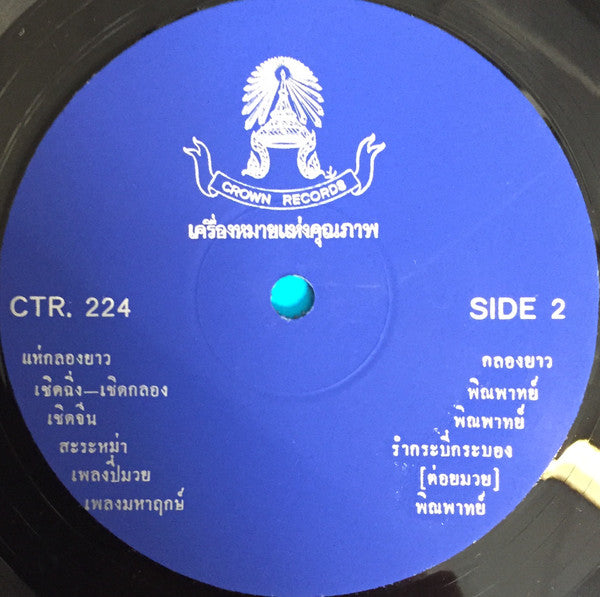 CROWN RECORDS
เครื่องหมายแห่งคุณภาพ
CTR. 224 SIDE 2
แห่กลองยาว กลองยาว
เชิดฉิ่ง—เชิดกลอง พิณพาทย์
เชิดจีน พิณพาทย์
สะระหม่า รำกระบี่กระบอง
เพลงปี่มวย [ต่อยมวย]
เพลงมหาฤกษ์ พิณพาทย์